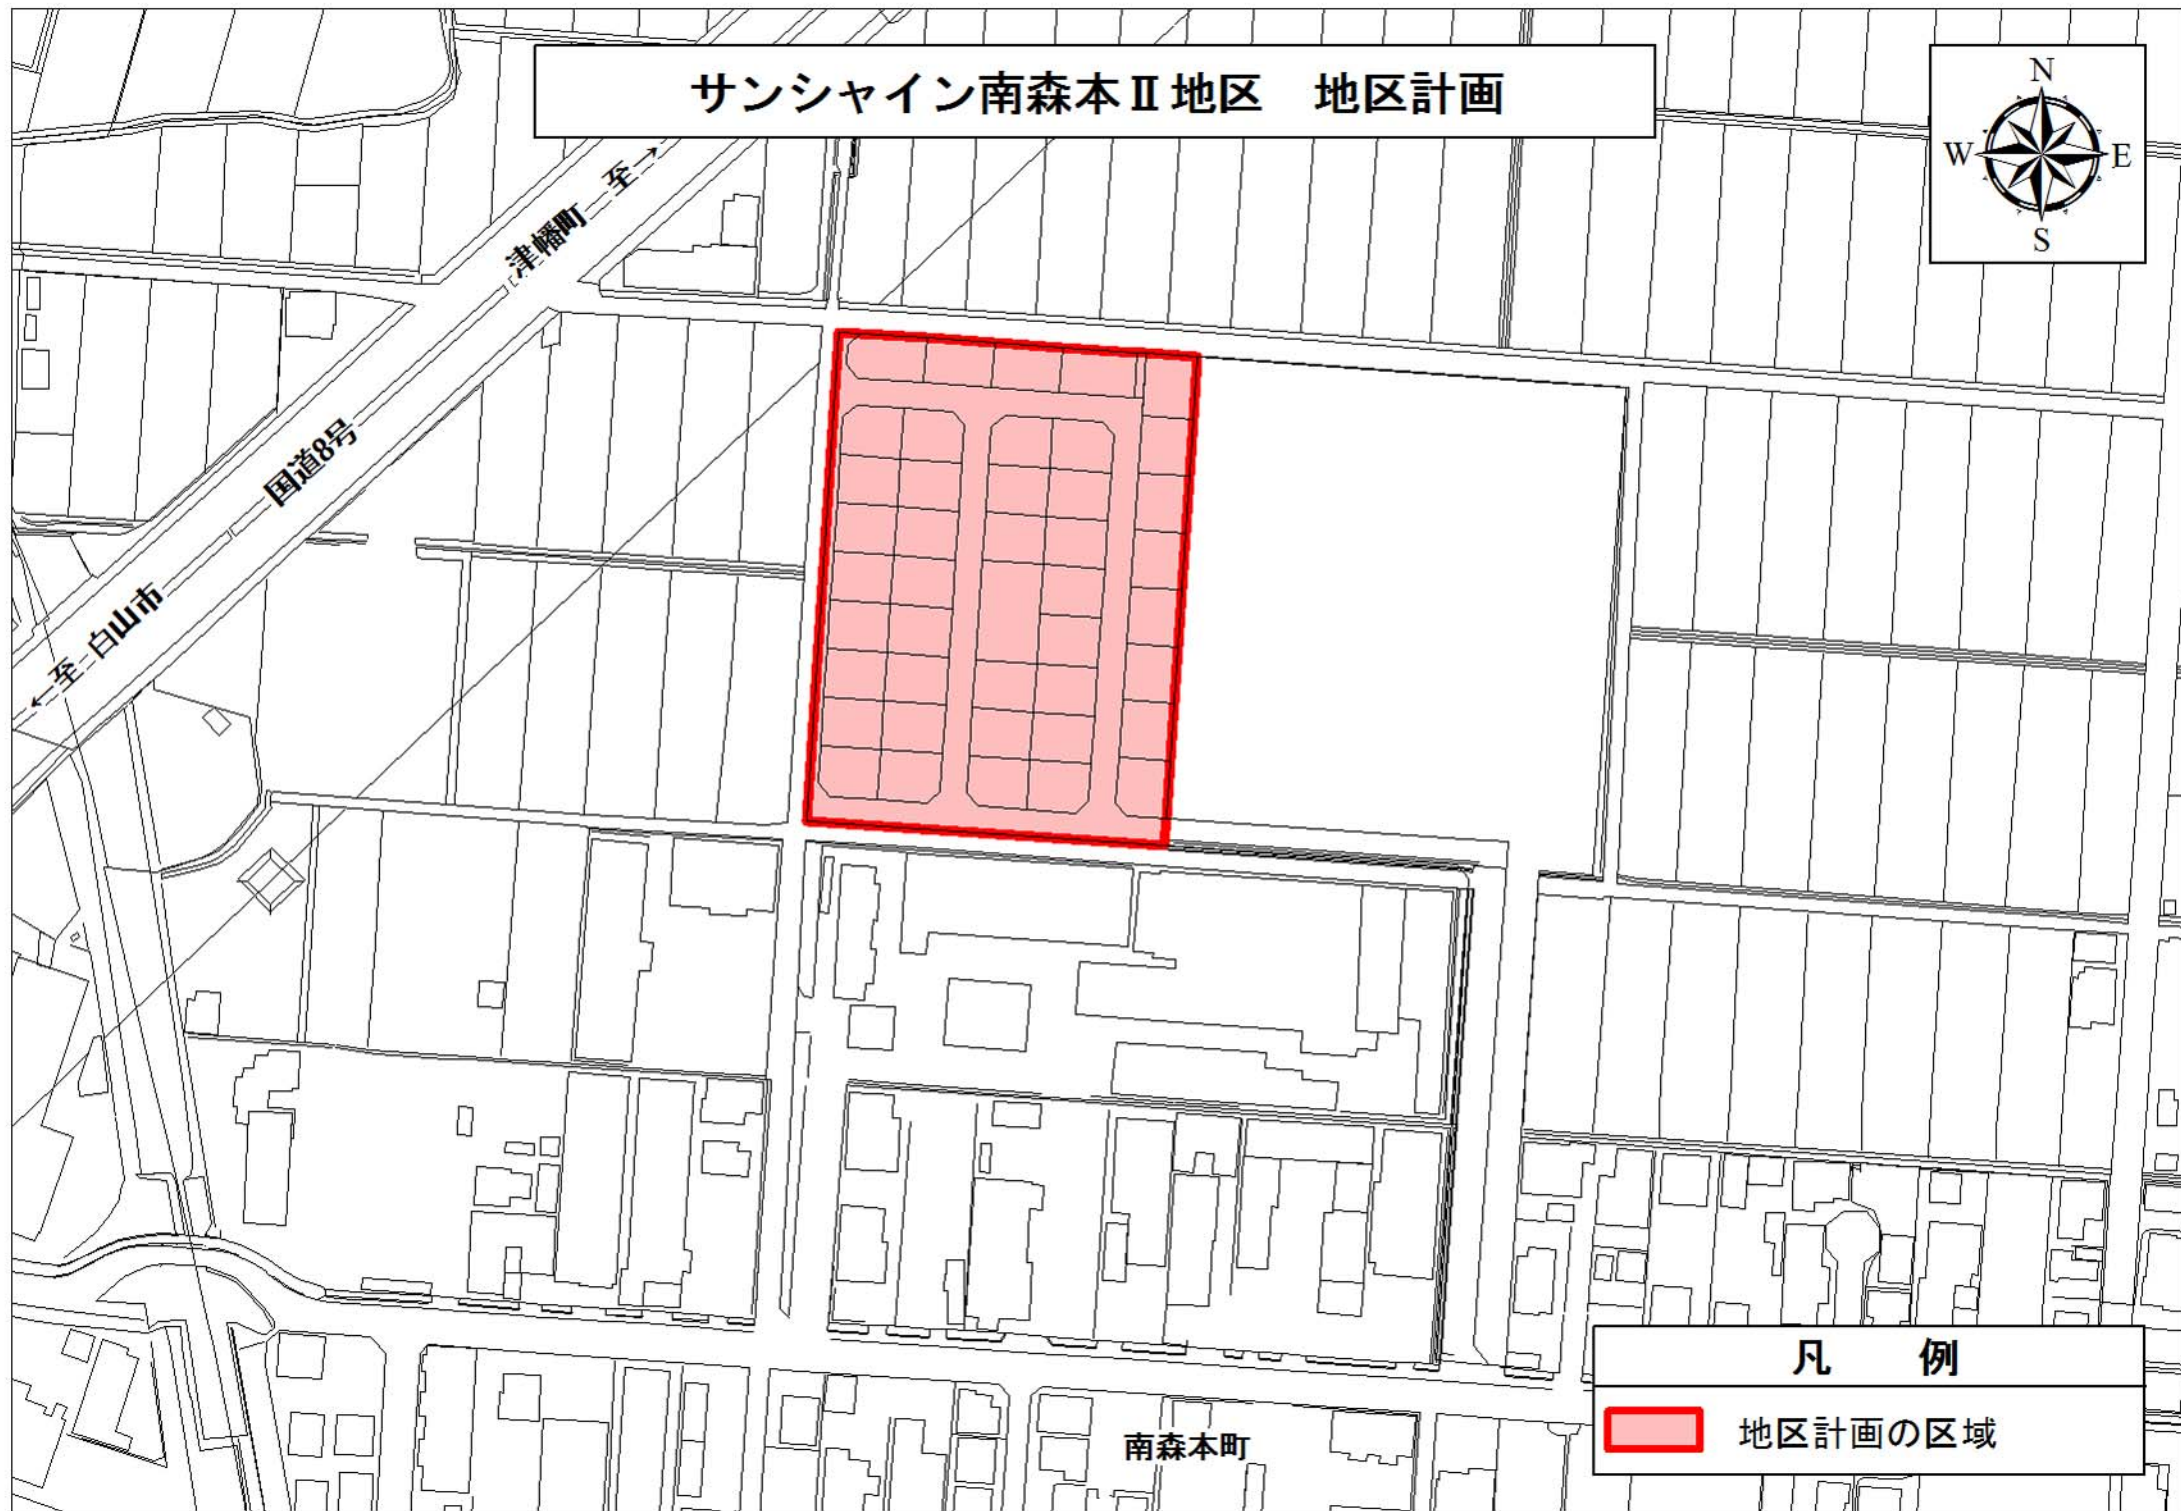 サンシャイン南森本Ⅱ地区　地区計画
N
W
E
S
津幡町　至→
国道8号
←至 白山市
南森本町
凡　例
地区計画の区域